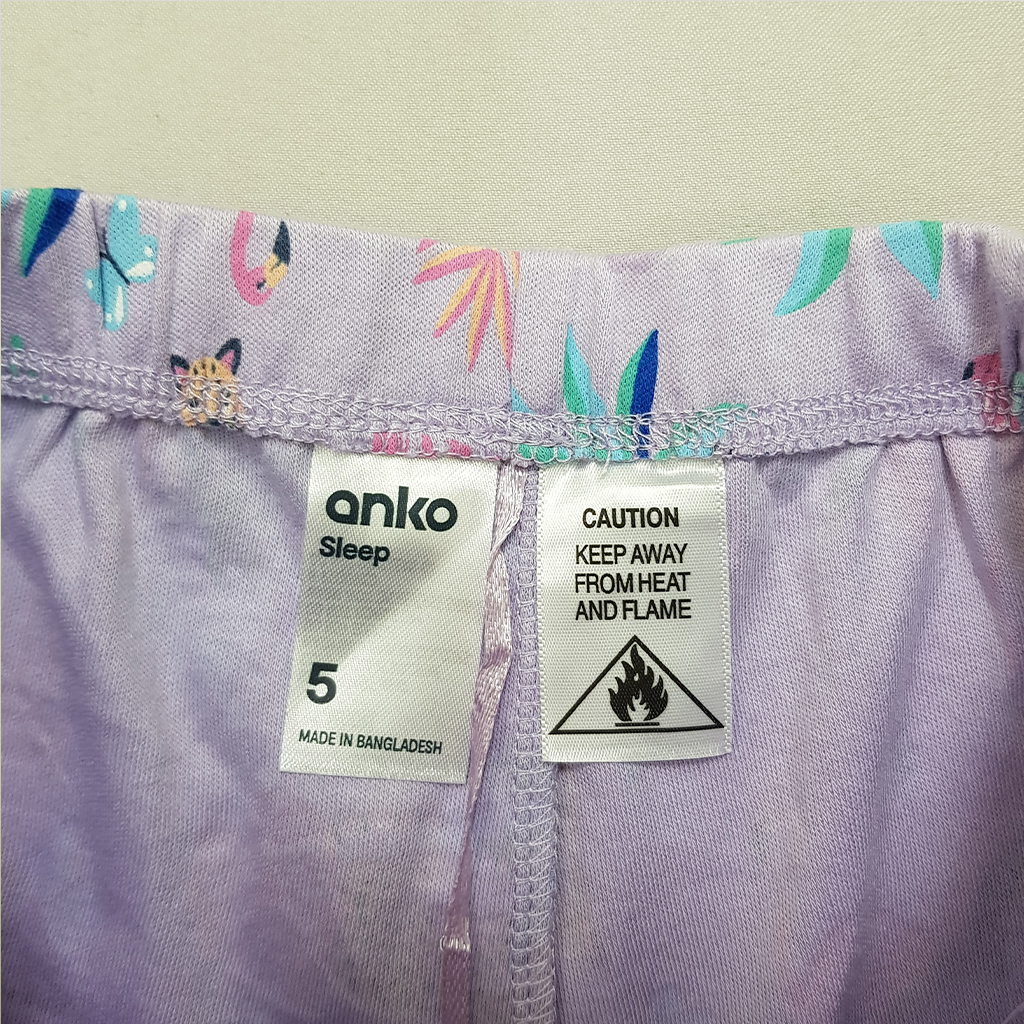 anko
Sleep
5
MADE IN BANGLADESH
CAUTION
KEEP AWAY
FROM HEAT
AND FLAME